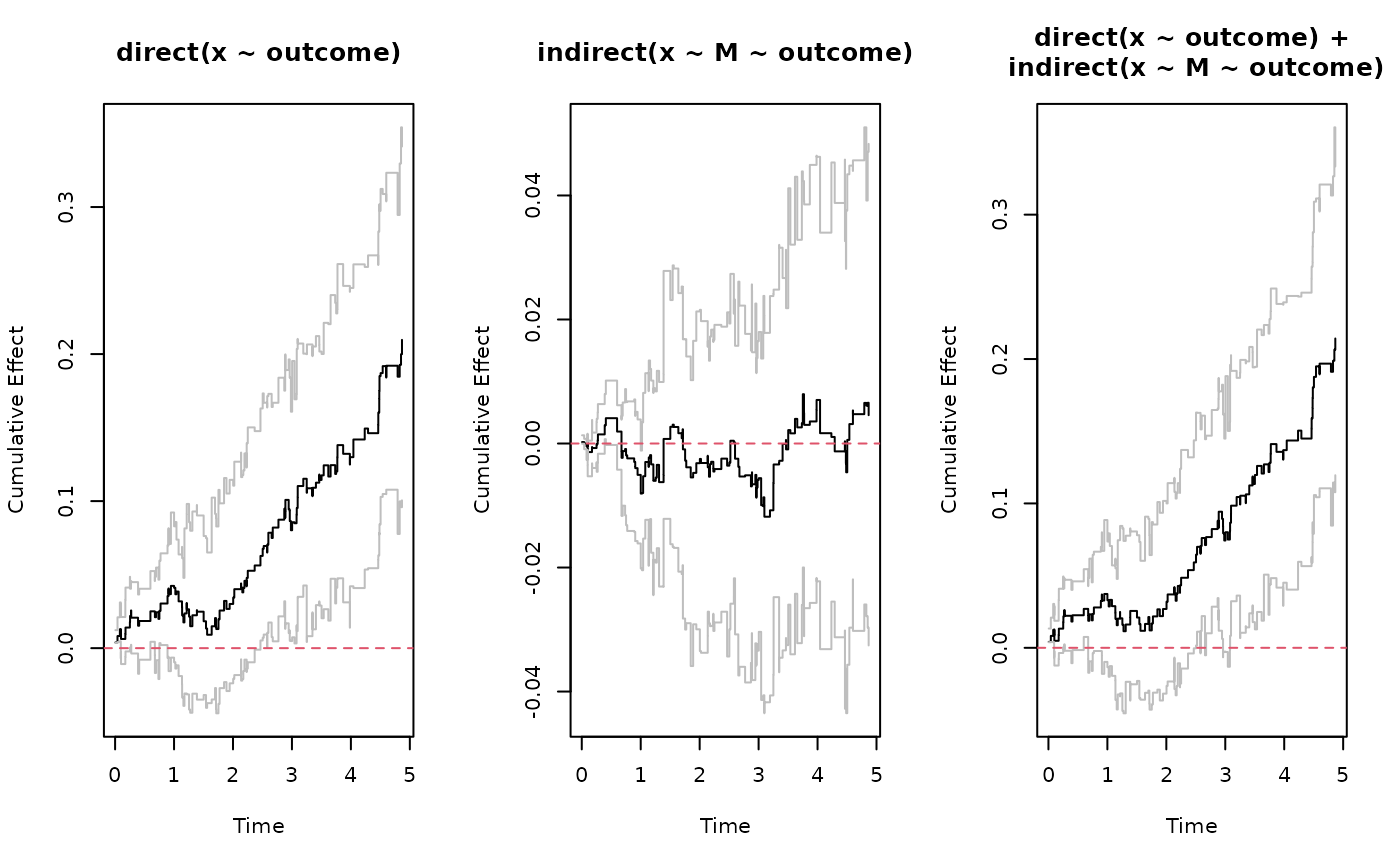 direct(x ~ outcome)
Cumulative Effect
0.3
0.2
0.1
0.0
0 1 2 3 4 5
Time
indirect(x ~ M ~ outcome)
Cumulative Effect
0.04
0.02
0.00
-0.02
-0.04
0 1 2 3 4 5
Time
direct(x ~ outcome) +
indirect(x ~ M ~ outcome)
Cumulative Effect
0.3
0.2
0.1
0.0
0 1 2 3 4 5
Time